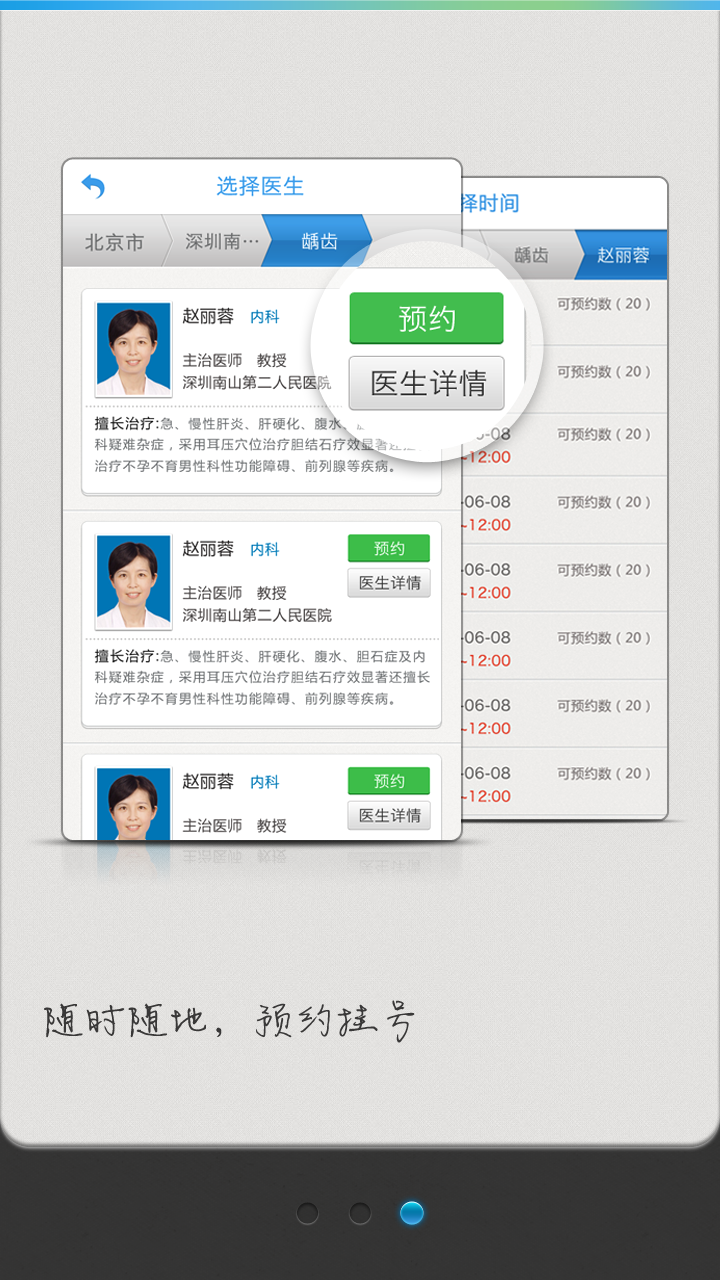 选择医生
北京市
深圳南…
龋齿
赵丽蓉 内科
主治医师 教授
深圳南山第二人民医院
预约
医生详情
擅长治疗:急、慢性肝炎、肝硬化、腹水、
科疑难杂症，采用耳压穴位治疗胆结石疗效显著还擅
治疗不孕不育男性科性功能障碍、前列腺等疾病。
赵丽蓉 内科
预约
医生详情
主治医师 教授
深圳南山第二人民医院
擅长治疗:急、慢性肝炎、肝硬化、腹水、胆石症及内
科疑难杂症，采用耳压穴位治疗胆结石疗效显著还擅长
治疗不孕不育男性科性功能障碍、前列腺等疾病。
赵丽蓉 内科
预约
医生详情
主治医师 教授
择时间
龋齿
赵丽蓉
可预约数（20）
可预约数（20）
-08 可预约数（20）
~12:00
-06-08 可预约数（20）
~12:00
-06-08 可预约数（20）
~12:00
-06-08 可预约数（20）
~12:00
-06-08 可预约数（20）
~12:00
-06-08 可预约数（20）
~12:00
随时随地，预约挂号